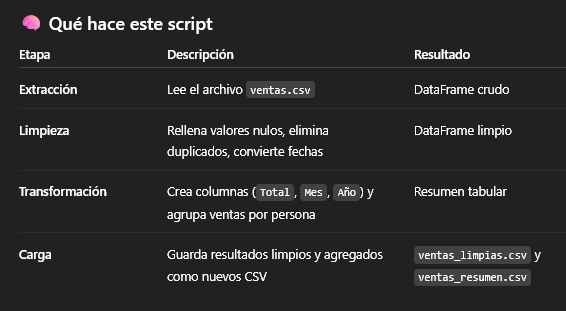 🧠 Qué hace este script
Etapa Descripción Resultado
Extracción Lee el archivo ventas.csv DataFrame crudo
Limpieza Rellena valores nulos, elimina DataFrame limpio
duplicados, convierte fechas
Transformación Crea columnas (Total, Mes, Año) y Resumen tabular
agrupa ventas por persona
Carga Guarda resultados limpios y agregados ventas_limpias.csv y
como nuevos CSV ventas_resumen.csv